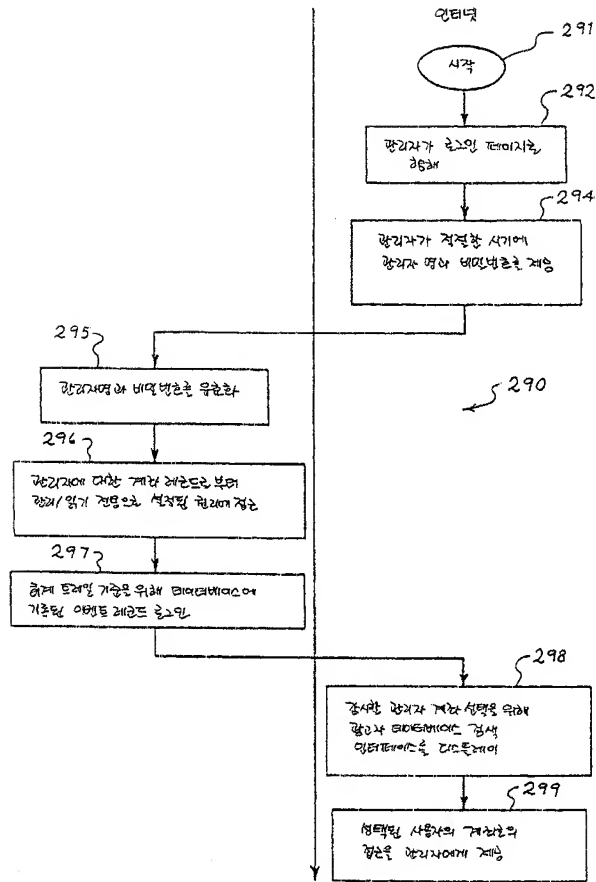 인터넷
291
시작
292
관리자가 로그인 페이지를
항해
294
관리자가 적절한 시기에
관리자 명과 비밀번호를 제공
295
관리자명과 비밀번호를 유효화
290
296
관리자에 대한 계좌 레코드로부터
관리/읽기 전용으로 설정된 권리에 접근
297
회계 트레일 기준을 위해 데이터베이스에
기록된 이벤트 레코드 로그인
298
감사할 관리자 계좌 선택을 위해
광고자 데이터베이스 검색
인터페이스를 디스플레이
299
선택된 사용자의 계좌로의
접근을 관리자에게 제공